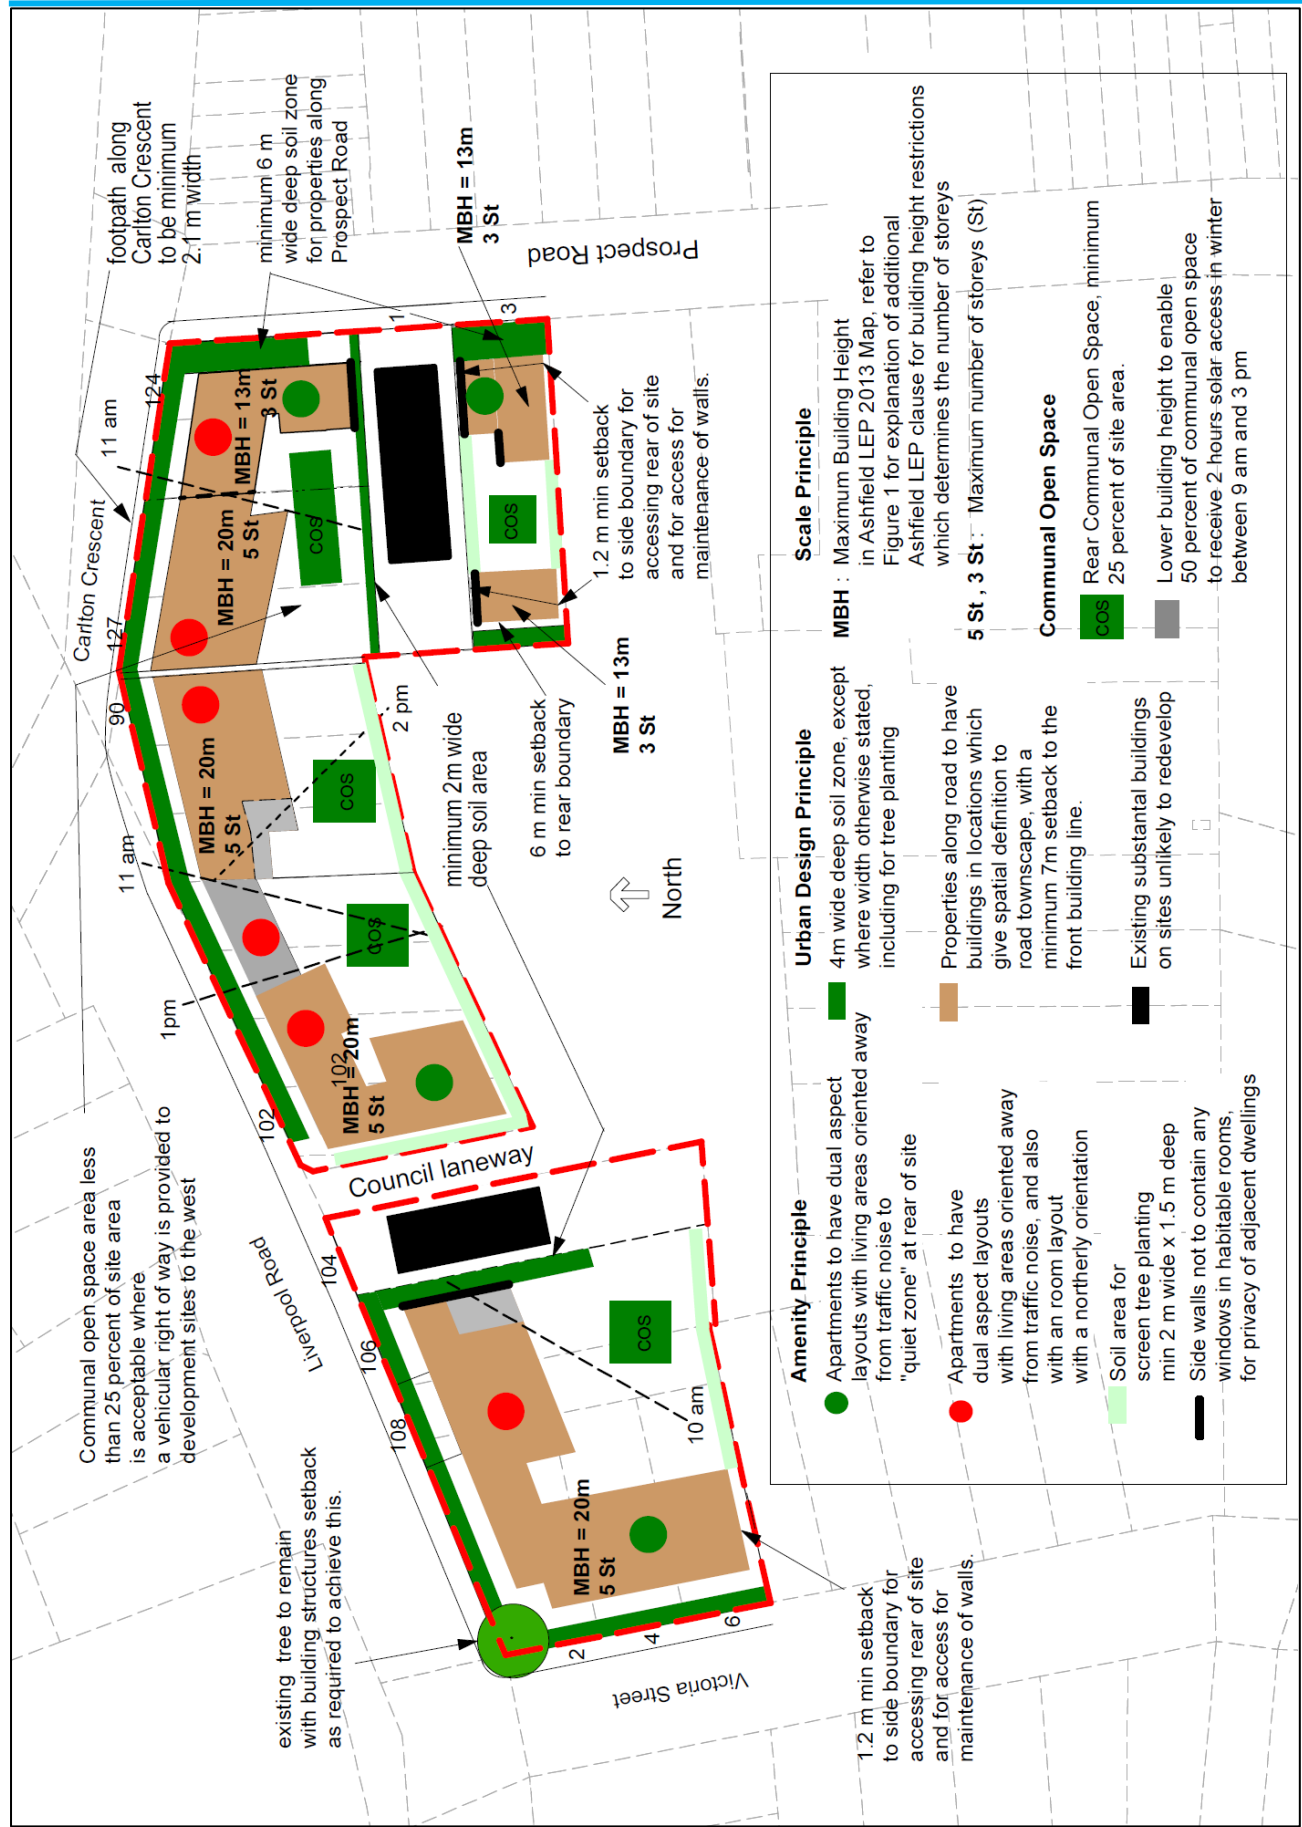 footpath along
Carlton Crescent
to be minimum
2.1 m width
minimum 6 m
wide deep soil zone
for properties along
Prospect Road
MBH = 13m
3 St
Prospect Road
11 am
124
Carlton Crescent
127
90
MBH = 13m
3 St
MBH = 20m
5 St
COS
1
3
COS
1.2 m min setback
to side boundary for
accessing rear of site
and for access for
maintenance of walls.
MBH = 13m
3 St
6 m min setback
to rear boundary
minimum 2m wide
deep soil area
2 pm
MBH = 20m
5 St
COS
11 am
1pm
COS
North
102
MBH = 20m
5 St
102
Council laneway
Liverpool Road
104
106
108
COS
10 am
MBH = 20m
5 St
2
4
6
Victoria Street
Communal open space area less
than 25 percent of site area
is acceptable where
a vehicular right of way is provided to
development sites to the west
existing tree to remain
with building structures setback
as required to achieve this.
1.2 m min setback
to side boundary for
accessing rear of site
and for access for
maintenance of walls.
Amenity Principle
Apartments to have dual aspect
layouts with living areas oriented away
from traffic noise to
"quiet zone" at rear of site
Apartments to have
dual aspect layouts
with living areas oriented away
from traffic noise, and also
with an room layout
with a northerly orientation
Soil area for
screen tree planting
min 2 m wide x 1.5 m deep
Side walls not to contain any
windows in habitable rooms,
for privacy of adjacent dwellings
Urban Design Principle
4m wide deep soil zone, except
where width otherwise stated,
including for tree planting
Properties along road to have
buildings in locations which
give spatial definition to
road townscape, with a
minimum 7m setback to the
front building line.
Existing substantal buildings
on sites unlikely to redevelop
Scale Principle
MBH : Maximum Building Height
in Ashfield LEP 2013 Map, refer to
Figure 1 for explanation of additional
Ashfield LEP clause for building height restrictions
which determines the number of storeys
5 St , 3 St : Maximum number of storeys (St)
Communal Open Space
COS
Rear Communal Open Space, minimum
25 percent of site area.
Lower building height to enable
50 percent of communal open space
to receive 2 hours solar access in winter
between 9 am and 3 pm